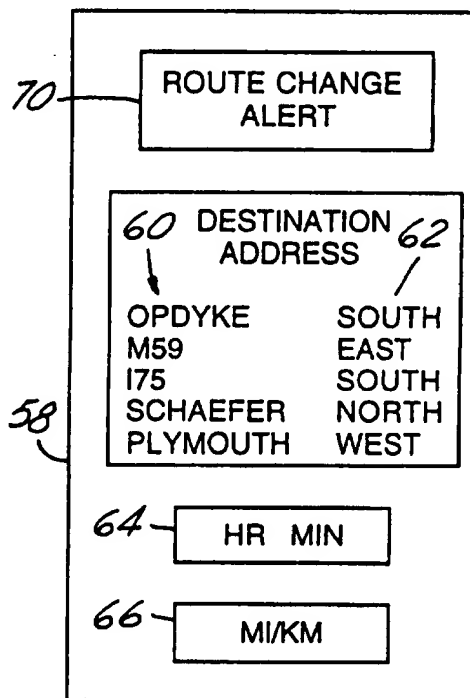 70
ROUTE CHANGE
ALERT
60 DESTINATION 62
ADDRESS
OPDYKE SOUTH
M59 EAST
I75 SOUTH
SCHAEFER NORTH
PLYMOUTH WEST
58
64
HR MIN
66
MI/KM